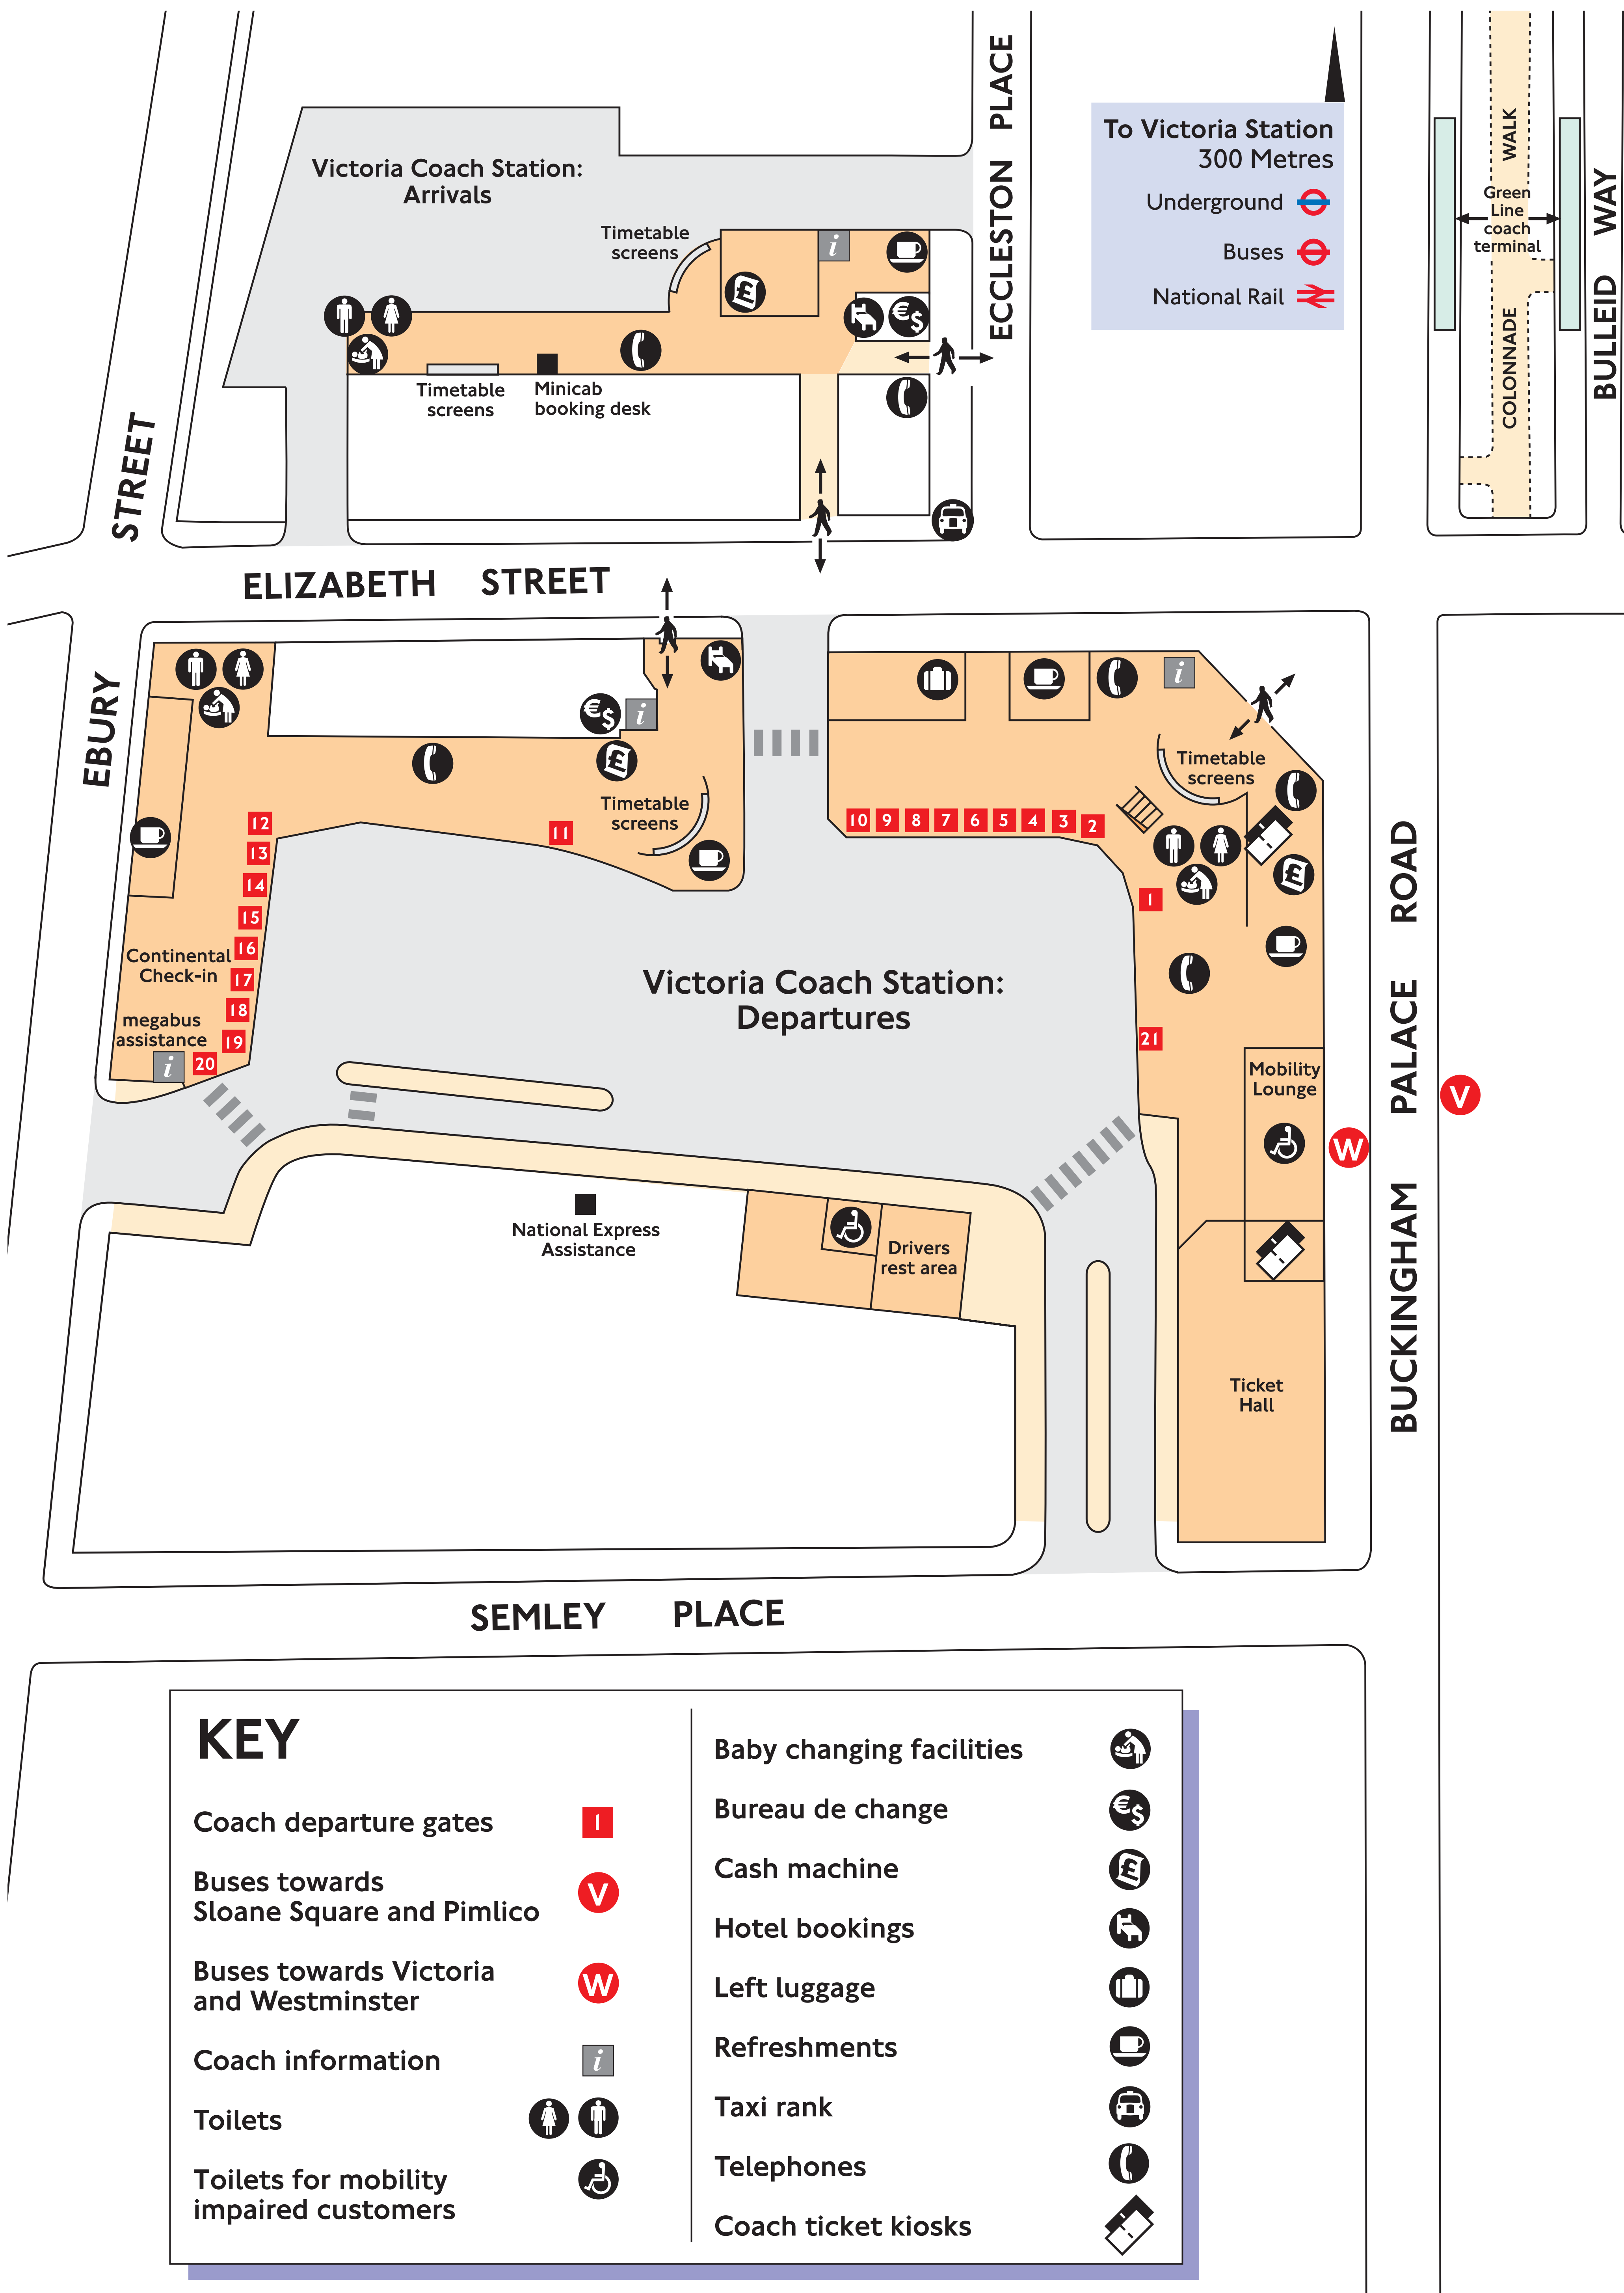 ECCLESTON PLACE
WALK
To Victoria Station
300 Metres
Underground
Buses
National Rail
Victoria Coach Station:
Arrivals
Green
Line
coach
terminal
COLONNADE
BULLEID WAY
Timetable
screens
i
£
€$
Timetable
screens
Minicab
booking desk
STREET
ELIZABETH STREET
EBURY
€$
i
£
Timetable
screens
i
Timetable
screens
£
10 9 8 7 6 5 4 3 2
1
21
11
12
13
14
15
16
17
18
19
20
Continental
Check-in
megabus
assistance
i
Victoria Coach Station:
Departures
Mobility
Lounge
V
W
BUCKINGHAM PALACE ROAD
National Express
Assistance
Drivers
rest area
Ticket
Hall
SEMLEY PLACE
KEY
Coach departure gates
1
Buses towards
Sloane Square and Pimlico
V
Buses towards Victoria
and Westminster
W
Coach information
i
Toilets
Toilets for mobility
impaired customers
Baby changing facilities
Bureau de change
€$
Cash machine
£
Hotel bookings
Left luggage
Refreshments
Taxi rank
Telephones
Coach ticket kiosks